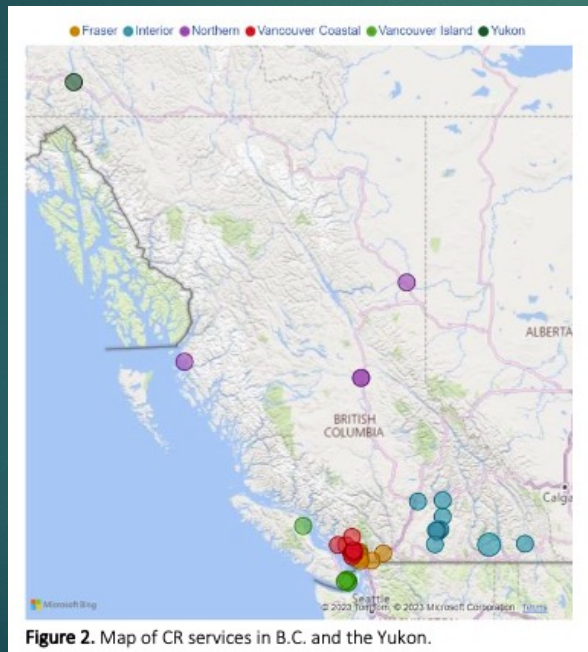 Fraser Interior Northern Vancouver Coastal Vancouver Island Yukon
ALBERTA
BRITISH
COLUMBIA
Calga
Seattle
Microsoft Bing
© 2023 TomTom, © 2023 Microsoft Corporation Terms
Figure 2. Map of CR services in B.C. and the Yukon.